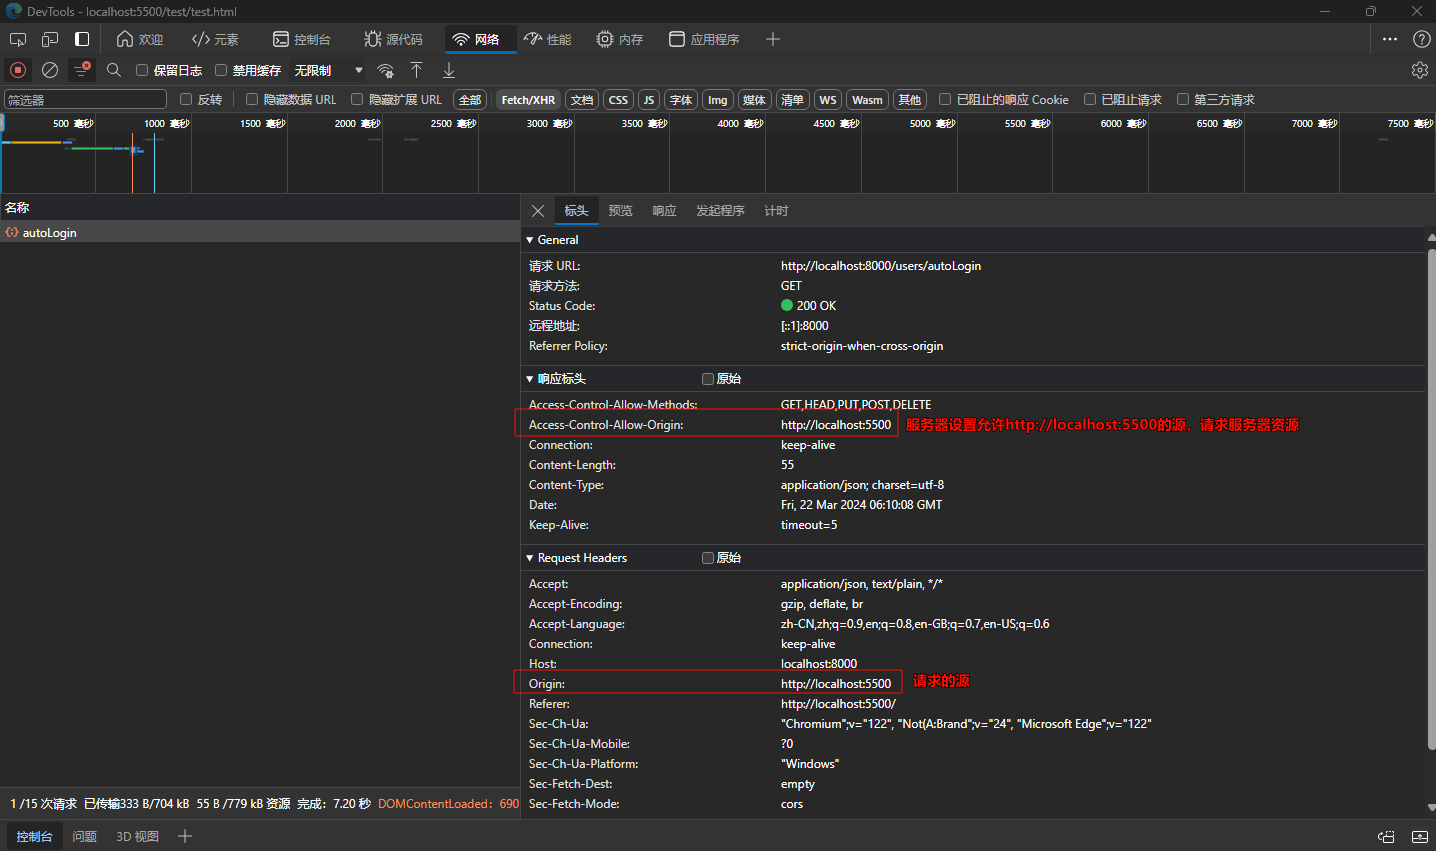 DevTools - localhost:5500/test/test.html
欢迎 元素 控制台 源代码 网络 性能 内存 应用程序
保留日志 禁用缓存 无限制
筛选器 反转 隐藏数据 URL 隐藏扩展 URL 全部 Fetch/XHR 文档 CSS JS 字体 Img 媒体 清单 WS Wasm 其他 已阻止的响应 Cookie 已阻止请求 第三方请求
500 毫秒 1000 毫秒 1500 毫秒 2000 毫秒 2500 毫秒 3000 毫秒 3500 毫秒 4000 毫秒 4500 毫秒 5000 毫秒 5500 毫秒 6000 毫秒 6500 毫秒 7000 毫秒 7500 毫秒
名称
autoLogin
标头 预览 响应 发起程序 计时
General
请求 URL: http://localhost:8000/users/autoLogin
请求方法: GET
Status Code: 200 OK
远程地址: [::1]:8000
Referrer Policy: strict-origin-when-cross-origin
响应标头 原始
Access-Control-Allow-Methods: GET,HEAD,PUT,POST,DELETE
Access-Control-Allow-Origin: http://localhost:5500 服务器设置允许http://localhost:5500的源，请求服务器资源
Connection: keep-alive
Content-Length: 55
Content-Type: application/json; charset=utf-8
Date: Fri, 22 Mar 2024 06:10:08 GMT
Keep-Alive: timeout=5
Request Headers 原始
Accept: application/json, text/plain, */*
Accept-Encoding: gzip, deflate, br
Accept-Language: zh-CN,zh;q=0.9,en;q=0.8,en-GB;q=0.7,en-US;q=0.6
Connection: keep-alive
Host: localhost:8000
Origin: http://localhost:5500 请求的源
Referer: http://localhost:5500/
Sec-Ch-Ua: "Chromium";v="122", "Not(A:Brand";v="24", "Microsoft Edge";v="122"
Sec-Ch-Ua-Mobile: ?0
Sec-Ch-Ua-Platform: "Windows"
Sec-Fetch-Dest: empty
Sec-Fetch-Mode: cors
1 /15 次请求 已传输333 B/704 kB 55 B /779 kB 资源 完成：7.20 秒 DOMContentLoaded：690
控制台 问题 3D 视图